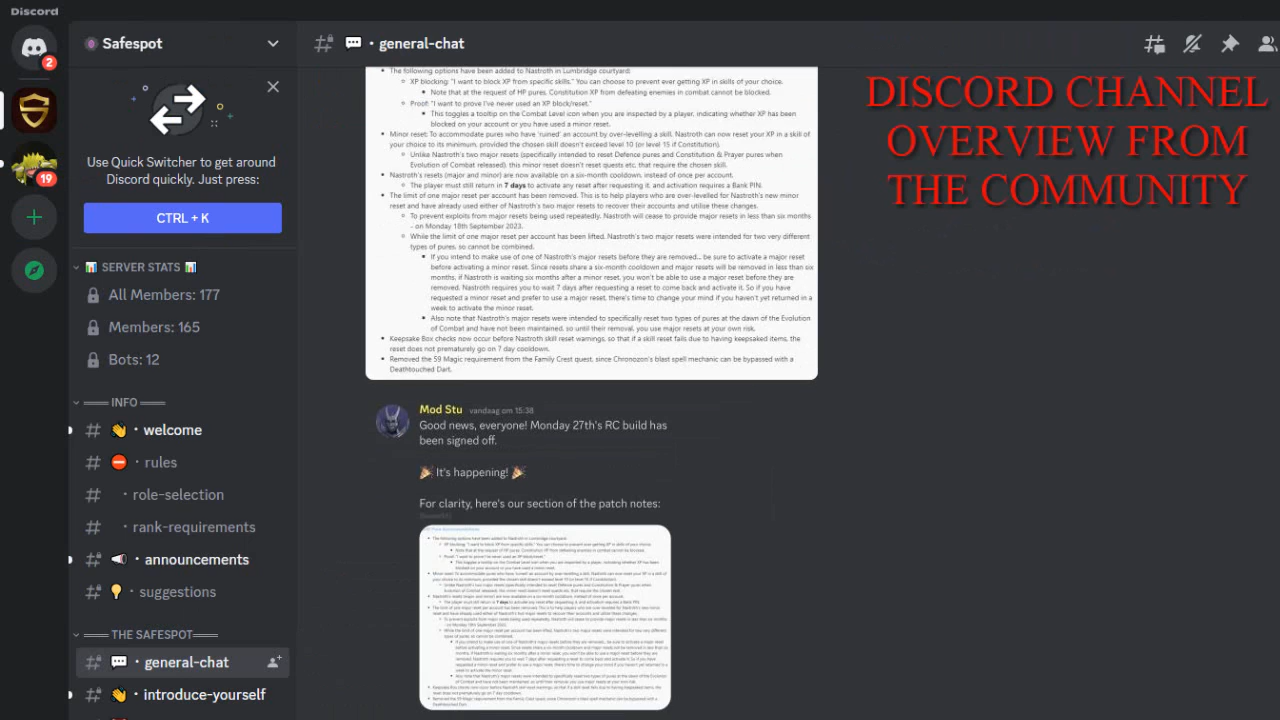 Discord
Safespot
general-chat
2
19
Use Quick Switcher to get around
Discord quickly. Just press:
CTRL + K
SERVER STATS
All Members: 177
Members: 165
Bots: 12
INFO
welcome
rules
role-selection
rank-requirements
THE SAFESPOT
general-chat
introduce-yourself
The following options have been added to Nastroth in Lumbridge courtyard:
XP blocking: "I want to block XP from specific skills." You can choose to prevent ever getting XP in skills of your choice.
Note that at the request of HP pures, Constitution XP from defeating enemies in combat cannot be blocked.
Proof: "I want to prove I've never used an XP block/reset."
This toggles a tooltip on the Combat Level icon when you are inspected by a player, indicating whether XP has been
blocked on your account or you have used a minor reset.
Minor reset: To accommodate pures who have 'ruined' an account by over-levelling a skill, Nastroth can now reset your XP in a skill of
your choice to its minimum, provided the chosen skill doesn't exceed level 10 (or level 15 if Constitution).
Unlike Nastroth's two major resets (specifically intended to reset Defence pures and Constitution & Prayer pures when
Evolution of Combat released), this minor reset doesn't reset quests etc. that require the chosen skill.
Nastroth's resets (major and minor) are now available on a six-month cooldown, instead of once per account.
The player must still return in 7 days to activate any reset after requesting it, and activation requires a Bank PIN.
The limit of one major reset per account has been removed. This is to help players who are over-levelled for Nastroth's new minor
reset and have already used either of Nastroth's two major resets to recover their accounts and utilise these changes.
To prevent exploits from major resets being used repeatedly, Nastroth will cease to provide major resets in less than six months
- on Monday 18th September 2023.
While the limit of one major reset per account has been lifted, Nastroth's two major resets were intended for two very different
types of pures, so cannot be combined.
If you intend to make use of one of Nastroth's major resets before they are removed... be sure to activate a major reset
before activating a minor reset. Since resets share a six-month cooldown and major resets will be removed in less than six
months, if Nastroth is waiting six months after a minor reset, you won't be able to use a major reset before they are
removed. Nastroth requires you to wait 7 days after requesting a reset to come back and activate it. So if you have
requested a minor reset and prefer to use a major reset, there's time to change your mind if you haven't yet returned in a
week to activate the minor reset.
Also note that Nastroth's major resets were intended to specifically reset two types of pures at the dawn of the Evolution
of Combat and have not been maintained, so until their removal, you use major resets at your own risk.
Keepsake Box checks now occur before Nastroth skill reset warnings, so that if a skill reset fails due to having keepsaked items, the
reset does not prematurely go on 7 day cooldown.
Removed the 59 Magic requirement from the Family Crest quest, since Chronozon's blast spell mechanic can be bypassed with a
Deathtouched Dart.
Mod Stu vandaag om 15:38
Good news, everyone! Monday 27th's RC build has
been signed off.
It's happening!
For clarity, here's our section of the patch notes:
DISCORD CHANNEL
OVERVIEW FROM
THE COMMUNITY